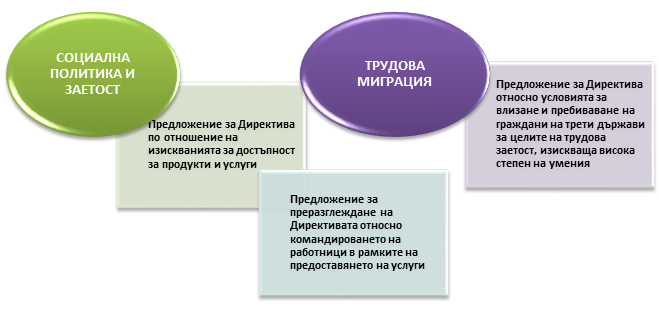 СОЦИАЛНА
ПОЛИТИКА И
ЗАЕТОСТ
Предложение за Директива
по отношение на
изискванията за достъпност
за продукти и услуги
Предложение за
преразглеждане на
Директивата относно
командироването на
работници в рамките на
предоставянето на услуги
ТРУДОВА
МИГРАЦИЯ
Предложение за Директива
относно условията за
влизане и пребиваване на
граждани на трети държави
за целите на трудова
заетост, изискваща висока
степен на умения